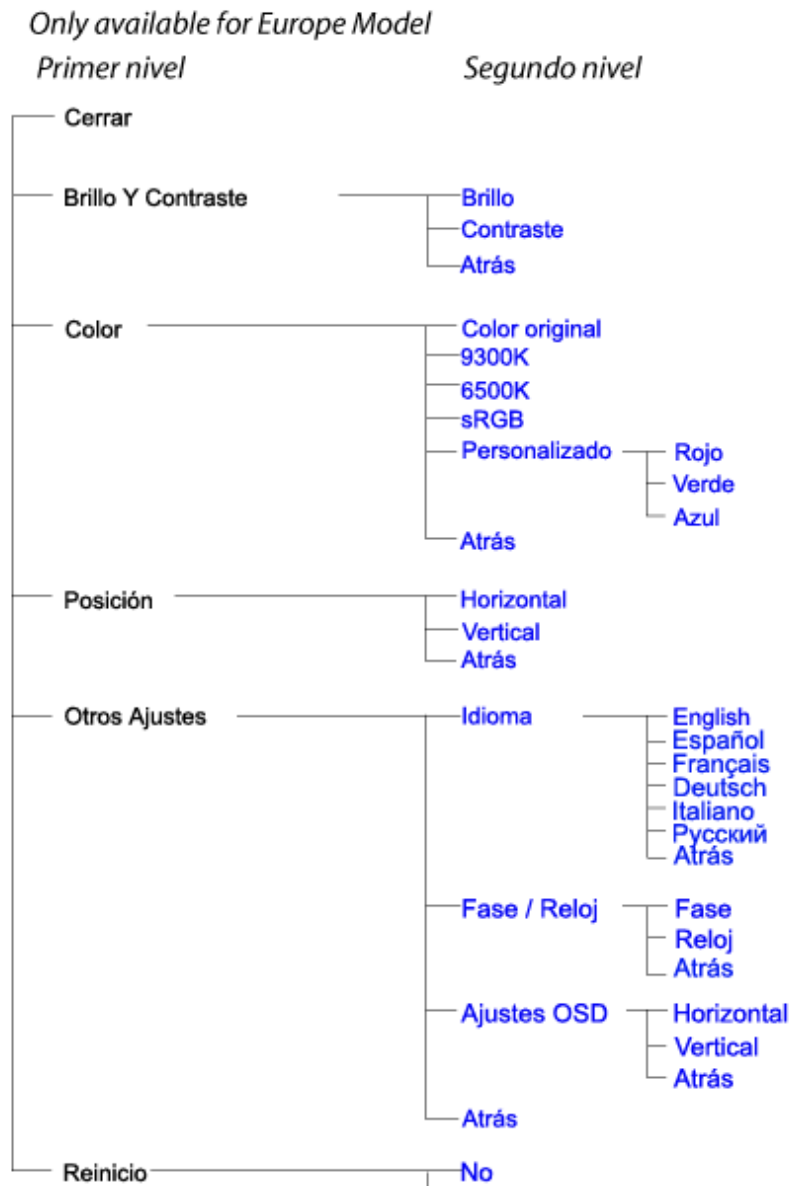 Only available for Europe Model
Primer nivel Segundo nivel
Cerrar
Brillo Y Contraste Brillo
Contraste
Atrás
Color Color original
9300K
6500K
sRGB
Personalizado Rojo
Verde
Azul
Atrás
Posición Horizontal
Vertical
Atrás
Otros Ajustes Idioma English
Español
Français
Deutsch
Italiano
Русский
Atrás
Fase / Reloj Fase
Reloj
Atrás
Ajustes OSD Horizontal
Vertical
Atrás
Atrás
Reinicio No